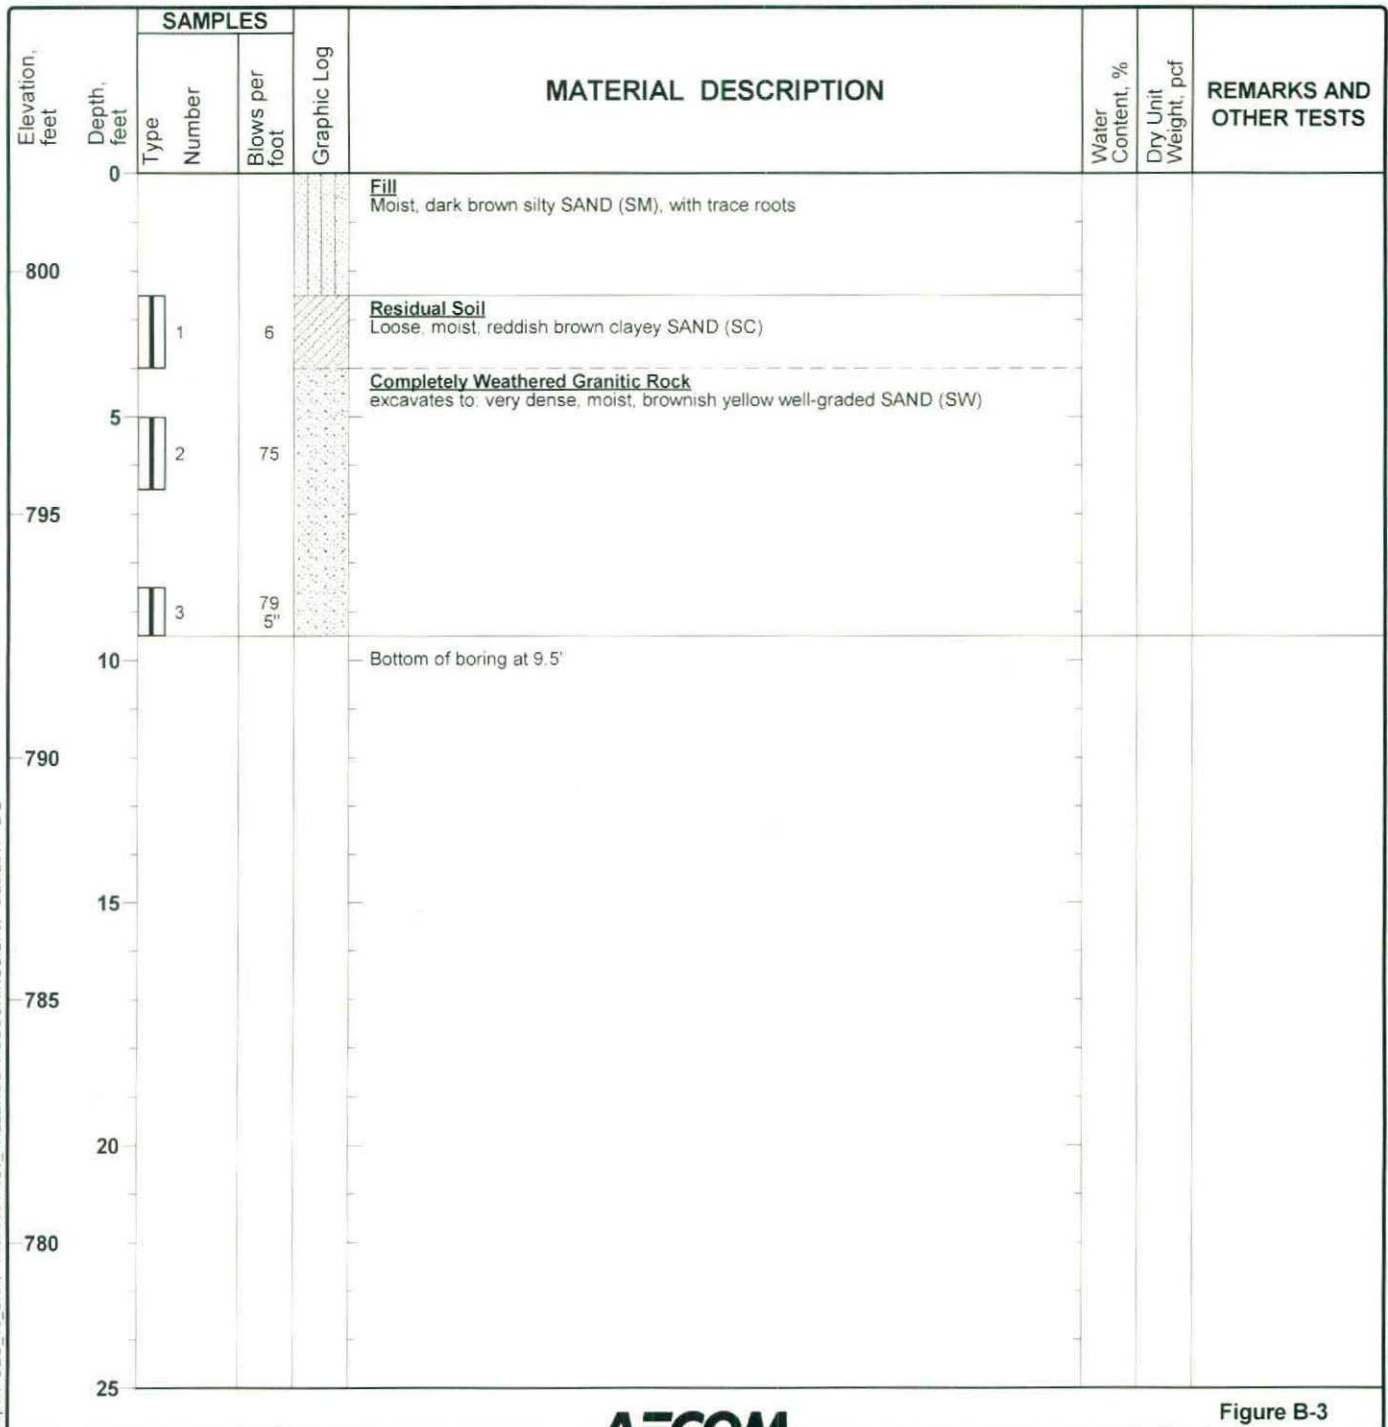 SAMPLES
Elevation,
feet
Depth,
feet
Type
Number
Blows per
foot
Graphic Log
MATERIAL DESCRIPTION
Water
Content, %
Dry Unit
Weight, pcf
REMARKS AND
OTHER TESTS
0
Fill
Moist, dark brown silty SAND (SM), with trace roots
800
Residual Soil
Loose, moist, reddish brown clayey SAND (SC)
1 6
Completely Weathered Granitic Rock
excavates to: very dense, moist, brownish yellow well-graded SAND (SW)
5
2 75
795
3 79
5"
10 Bottom of boring at 9.5'
790
15
785
20
780
25
AECOM
Figure B-3